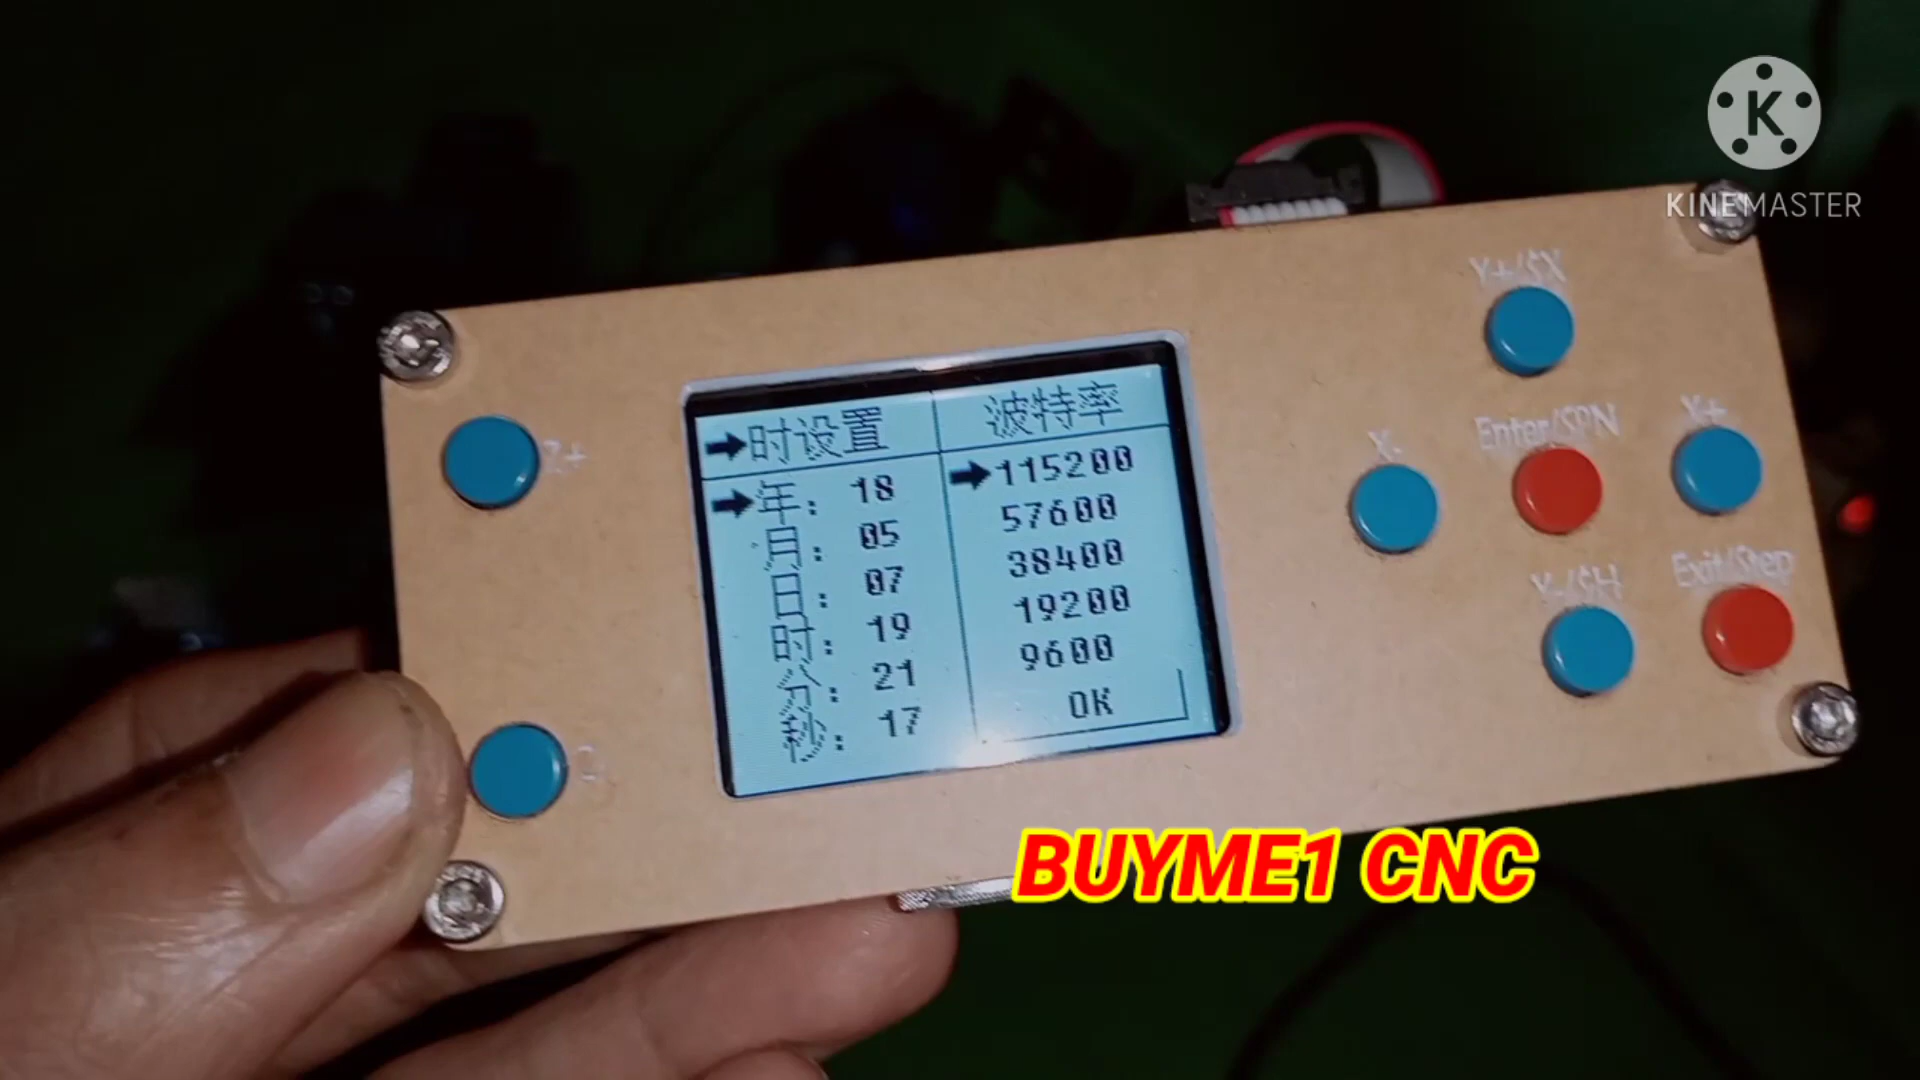 K
KINEMASTER
Y+/SX
Z+
X-
Enter/SPN
X+
Y-/SH
Exit/Step
时设置
年: 18
月: 05
日: 07
时: 19
分: 21
秒: 17
波特率
115200
57600
38400
19200
9600
OK
BUYME1 CNC